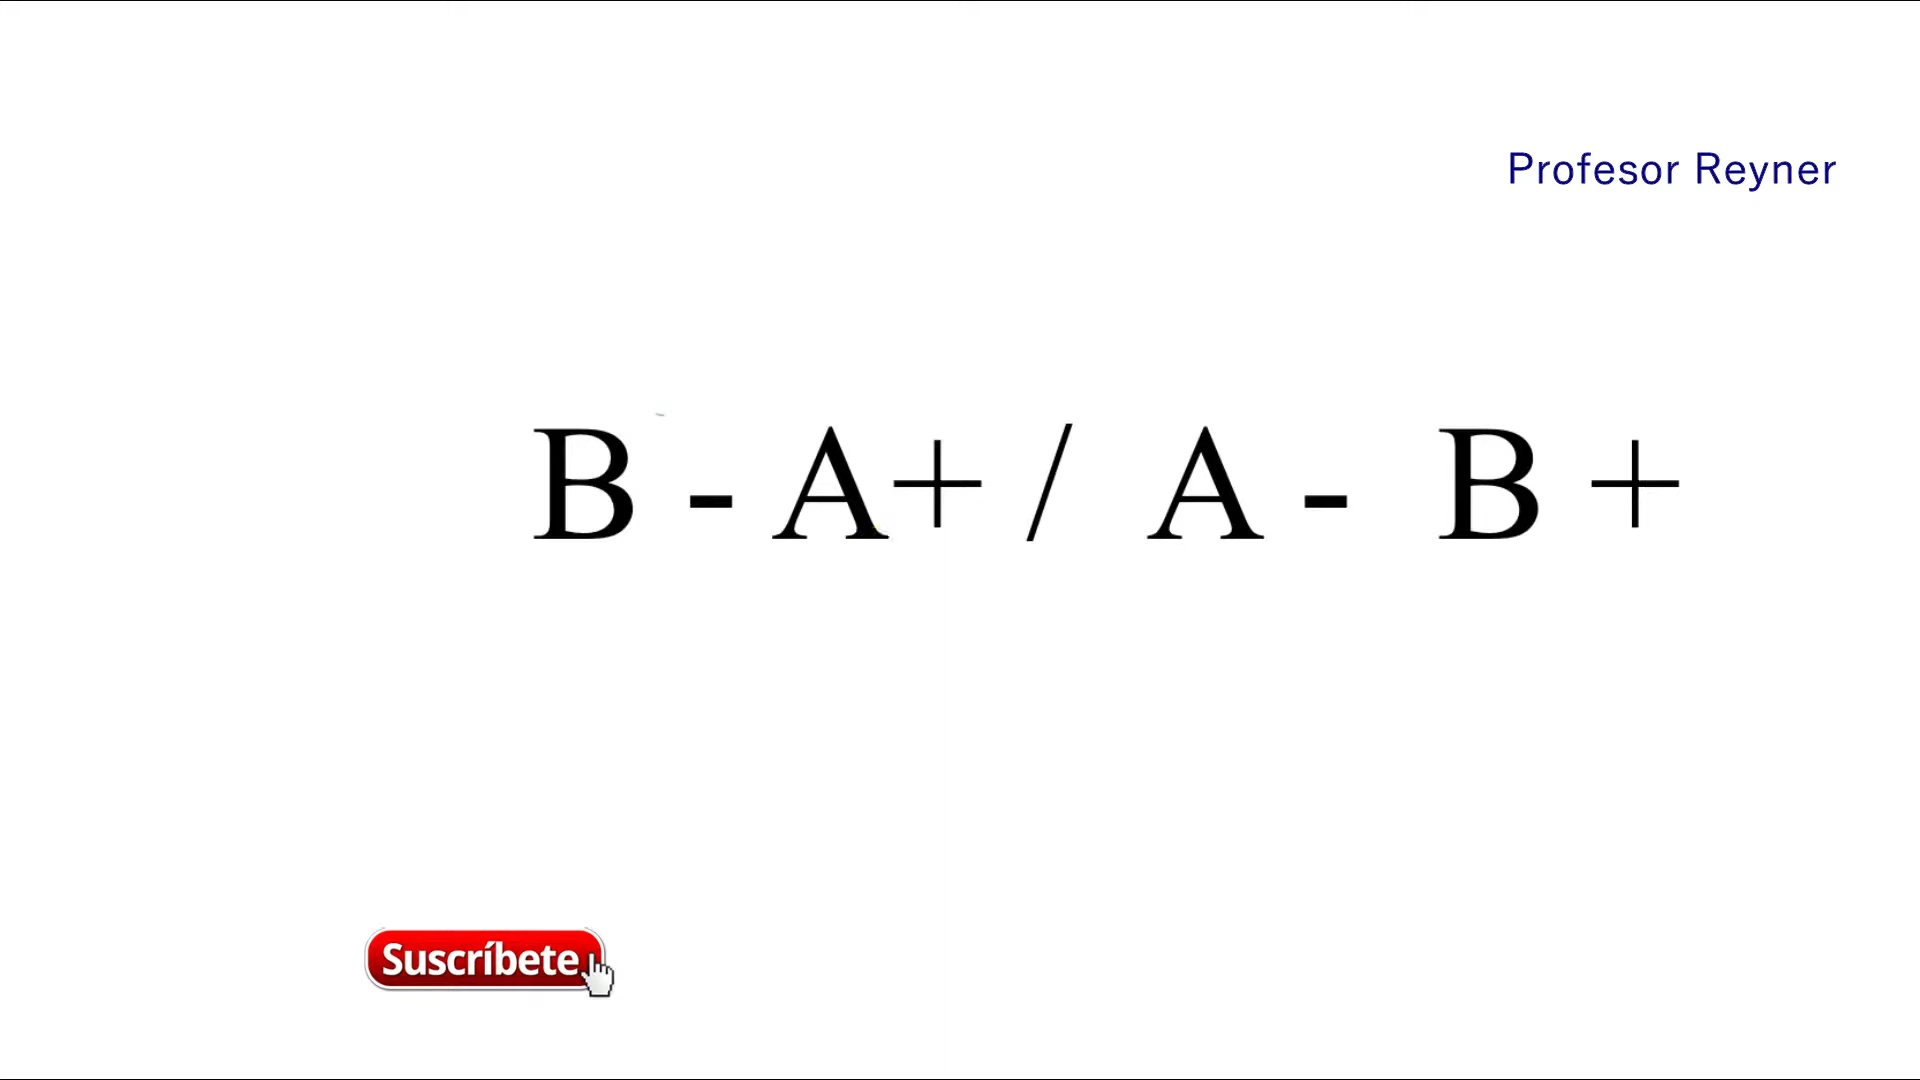 Profesor Reyner
B - A+ / A - B +
Suscríbete